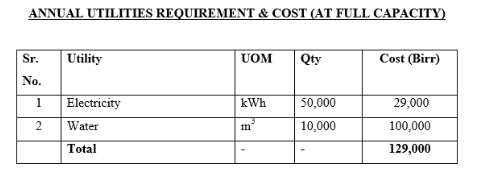 ANNUAL UTILITIES REQUIREMENT & COST (AT FULL CAPACITY)
Sr. No. Utility UOM Qty Cost (Birr)
1 Electricity kWh 50,000 29,000
2 Water m³ 10,000 100,000
Total - - 129,000